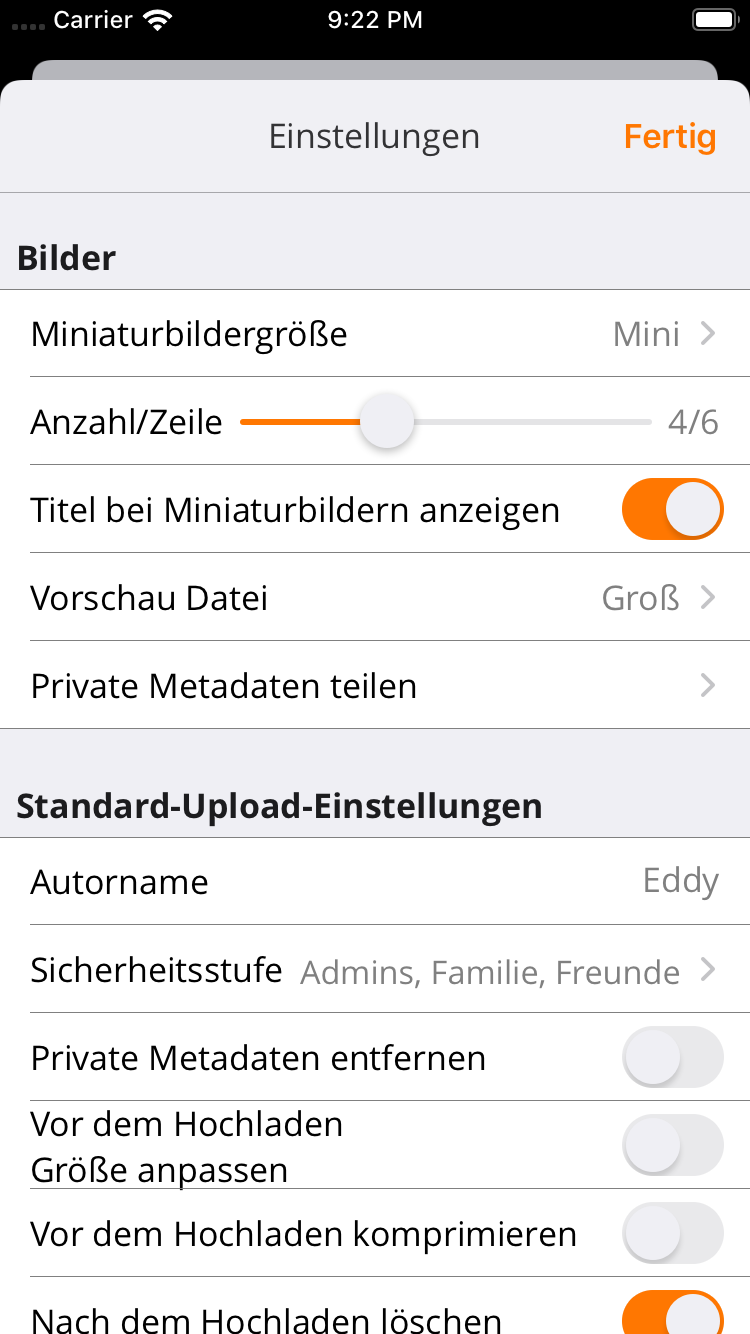 Carrier 9:22 PM
Einstellungen Fertig
Bilder
Miniaturbildergröße Mini
Anzahl/Zeile 4/6
Titel bei Miniaturbildern anzeigen
Vorschau Datei Groß
Private Metadaten teilen
Standard-Upload-Einstellungen
Autorname Eddy
Sicherheitsstufe Admins, Familie, Freunde
Private Metadaten entfernen
Vor dem Hochladen
Größe anpassen
Vor dem Hochladen komprimieren
Nach dem Hochladen löschen